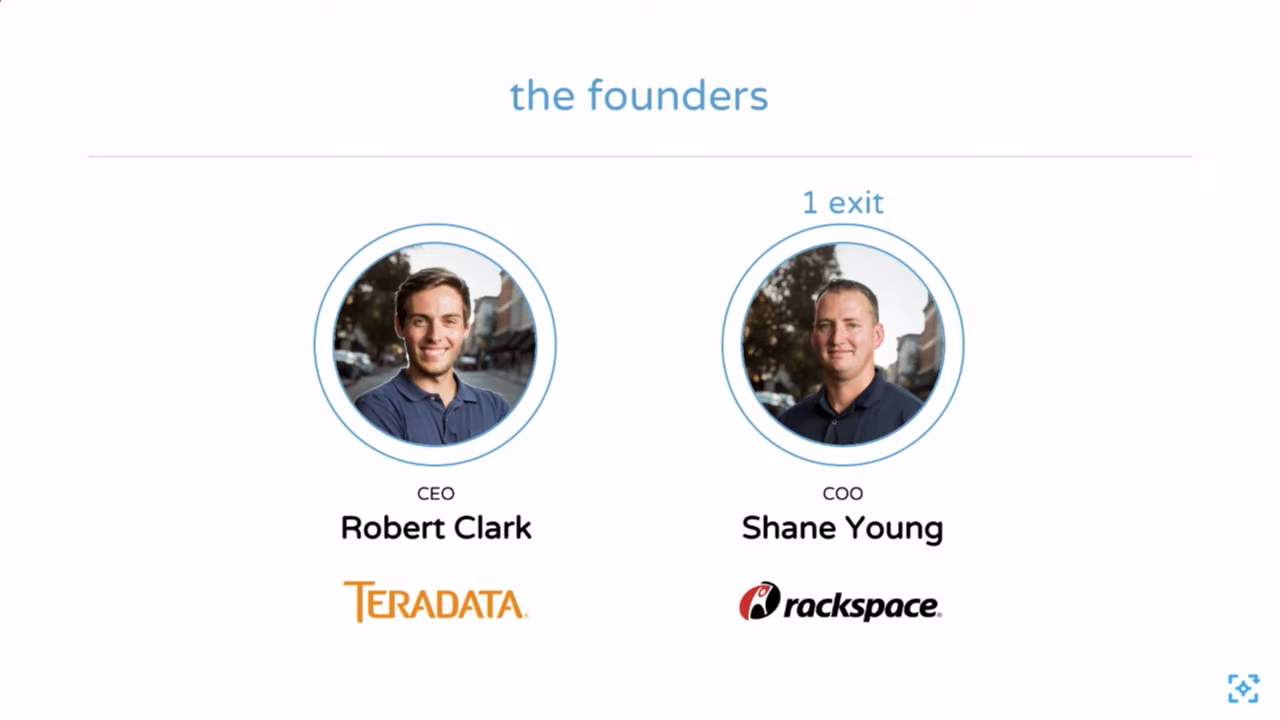 the founders
1 exit
CEO
Robert Clark
TERADATA
COO
Shane Young
rackspace